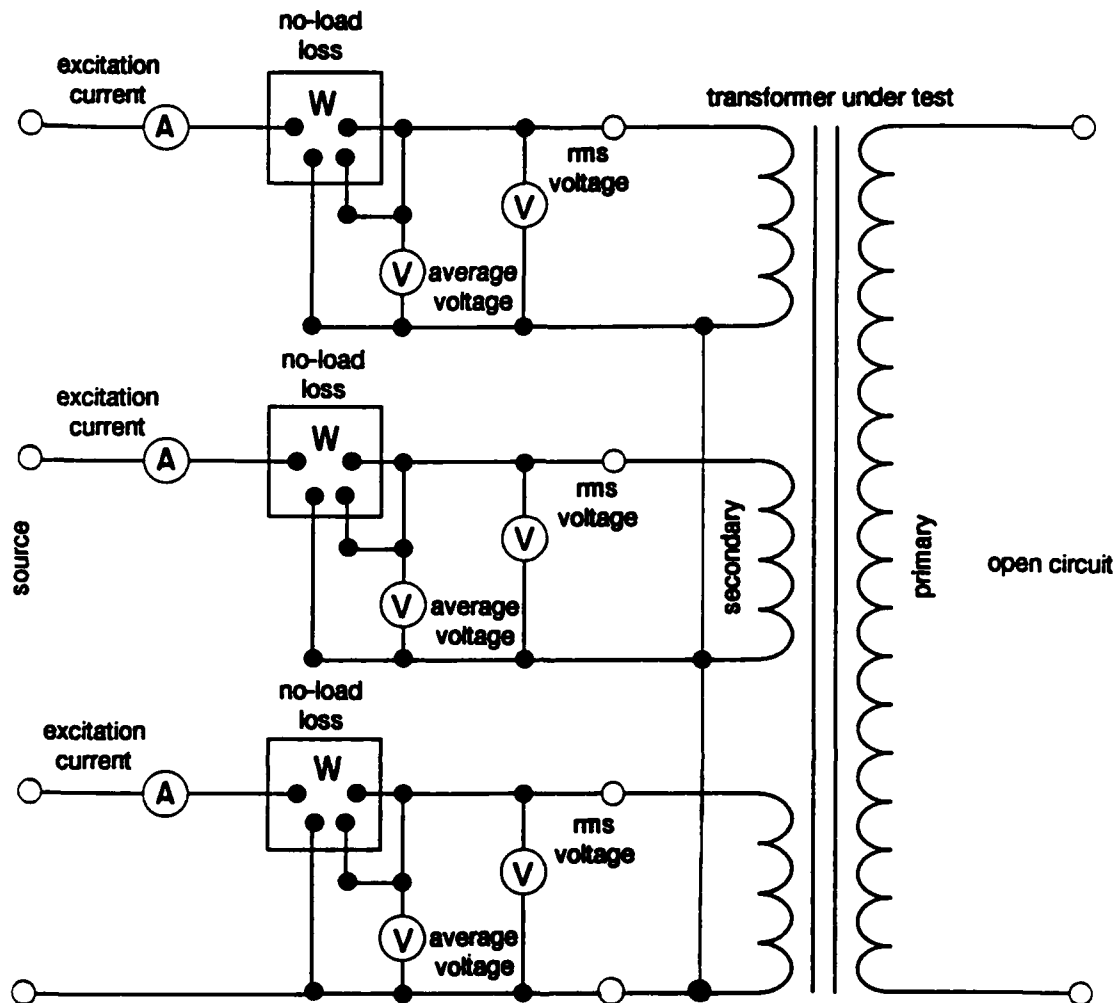 no-load
loss
excitation
current
A
W
transformer under test
rms
voltage
V
V
average
voltage
no-load
loss
excitation
current
A
W
rms
voltage
V
V
average
voltage
source
secondary
primary
open circuit
no-load
loss
excitation
current
A
W
rms
voltage
V
V
average
voltage